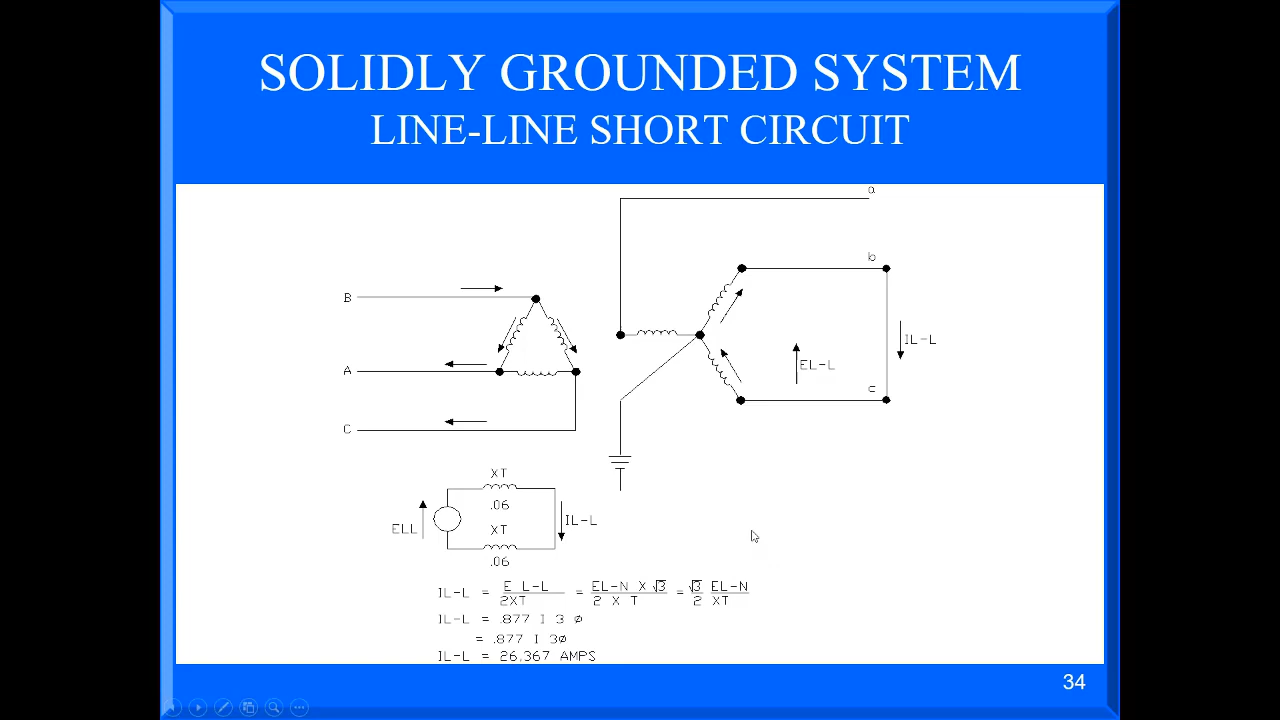 SOLIDLY GROUNDED SYSTEM
LINE-LINE SHORT CIRCUIT
a
b
B
IL-L
EL-L
A
c
C
XT
.06
ELL
XT
IL-L
.06
IL-L = E L-L / 2XT = EL-N X √3 / 2 X T = √3 / 2 EL-N / XT
IL-L = .877 I 3 ø
= .877 I 3ø
IL-L = 26,367 AMPS
34